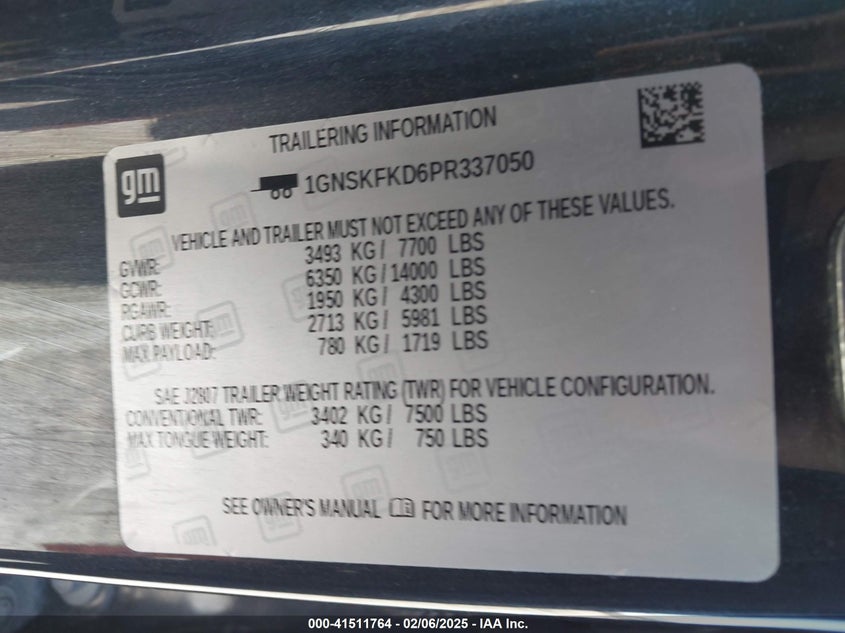 TRAILERING INFORMATION
gm
1GNSKFKD6PR337050
VEHICLE AND TRAILER MUST NOT EXCEED ANY OF THESE VALUES.
GVWR: 3493 KG/ 7700 LBS
GCWR: 6350 KG/ 14000 LBS
RGAWR: 1950 KG/ 4300 LBS
CURB WEIGHT: 2713 KG/ 5981 LBS
MAX PAYLOAD: 780 KG/ 1719 LBS
SAE J2807 TRAILER WEIGHT RATING (TWR) FOR VEHICLE CONFIGURATION.
CONVENTIONAL TWR: 3402 KG/ 7500 LBS
MAX TONGUE WEIGHT: 340 KG/ 750 LBS
SEE OWNER'S MANUAL FOR MORE INFORMATION
000-41511764 - 02/06/2025 - IAA Inc.